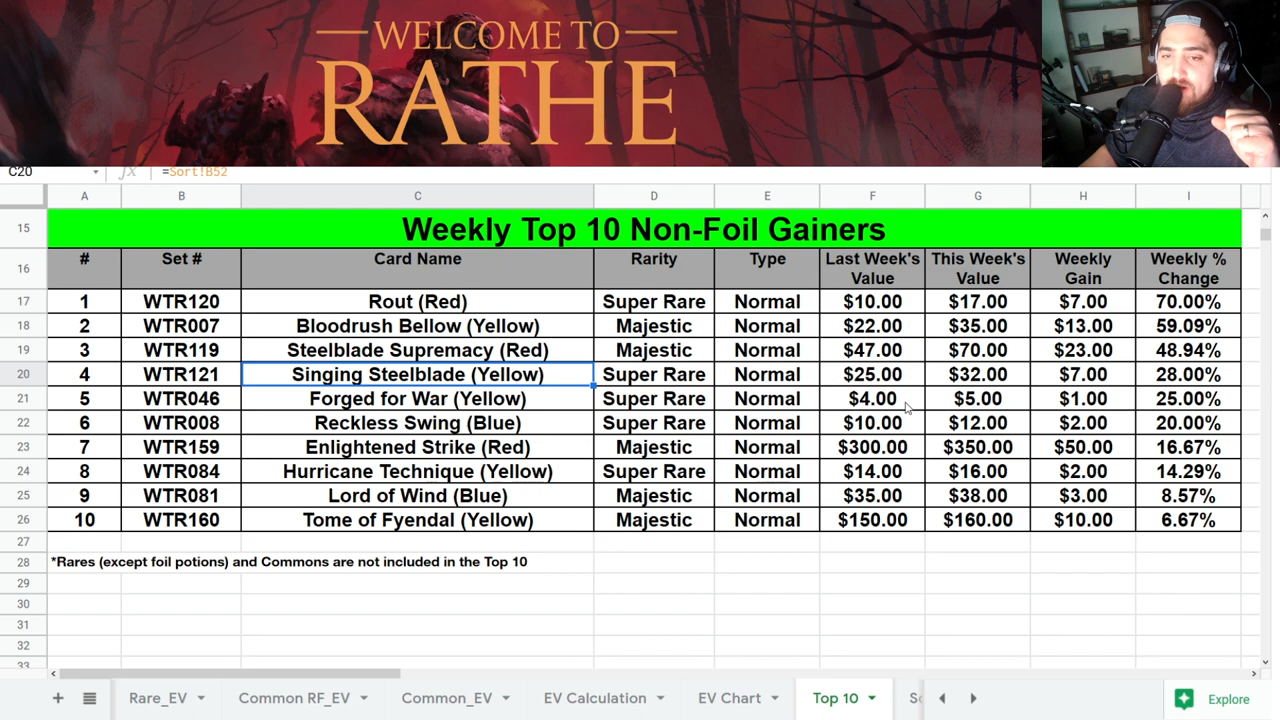 WELCOME TO
RATHE
C20 fx =Sort!B52
A B C D E F G H I
15 Weekly Top 10 Non-Foil Gainers
16 # Set # Card Name Rarity Type Last Week's Value This Week's Value Weekly Gain Weekly % Change
17 1 WTR120 Rout (Red) Super Rare Normal $10.00 $17.00 $7.00 70.00%
18 2 WTR007 Bloodrush Bellow (Yellow) Majestic Normal $22.00 $35.00 $13.00 59.09%
19 3 WTR119 Steelblade Supremacy (Red) Majestic Normal $47.00 $70.00 $23.00 48.94%
20 4 WTR121 Singing Steelblade (Yellow) Super Rare Normal $25.00 $32.00 $7.00 28.00%
21 5 WTR046 Forged for War (Yellow) Super Rare Normal $4.00 $5.00 $1.00 25.00%
22 6 WTR008 Reckless Swing (Blue) Super Rare Normal $10.00 $12.00 $2.00 20.00%
23 7 WTR159 Enlightened Strike (Red) Majestic Normal $300.00 $350.00 $50.00 16.67%
24 8 WTR084 Hurricane Technique (Yellow) Super Rare Normal $14.00 $16.00 $2.00 14.29%
25 9 WTR081 Lord of Wind (Blue) Majestic Normal $35.00 $38.00 $3.00 8.57%
26 10 WTR160 Tome of Fyendal (Yellow) Majestic Normal $150.00 $160.00 $10.00 6.67%
27
28 *Rares (except foil potions) and Commons are not included in the Top 10
29
30
31
32
33
+ Rare_EV Common RF_EV Common_EV EV Calculation EV Chart Top 10 Explore